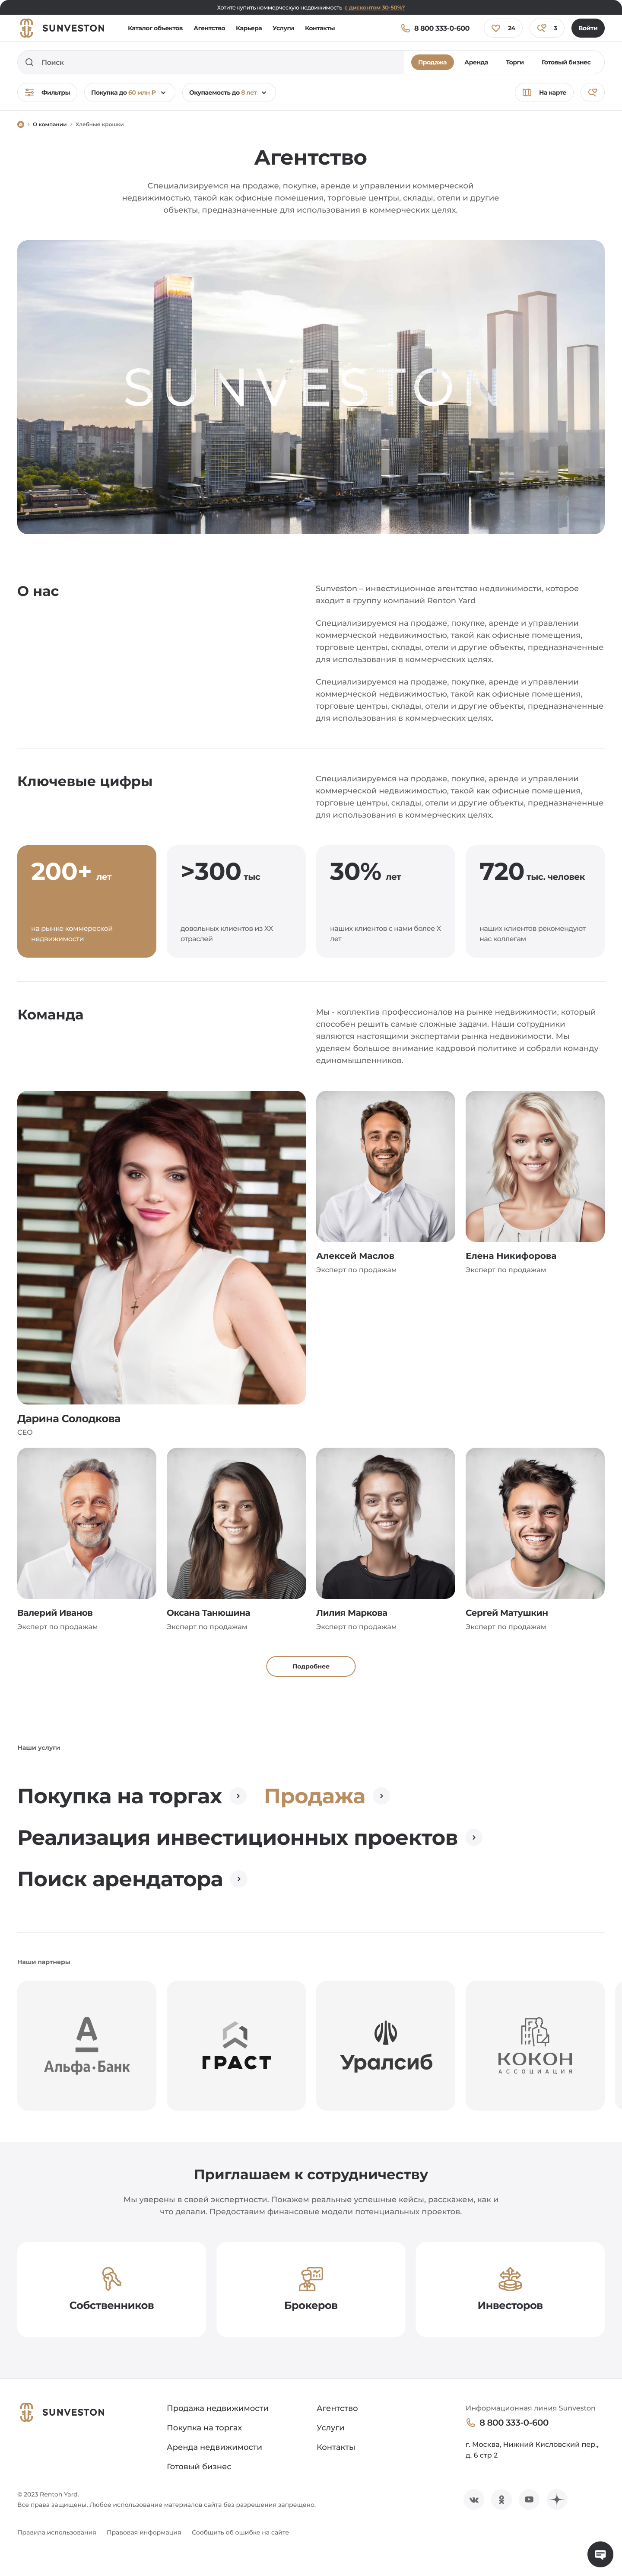 Хотите купить коммерческую недвижимость с дисконтом 30-50%?
SUNVESTON
Каталог объектов
Агентство
Карьера
Услуги
Контакты
8 800 333-0-600
24
3
Войти
Поиск
Продажа
Аренда
Торги
Готовый бизнес
Фильтры
Покупка до 60 млн ₽
Окупаемость до 8 лет
На карте
О компании
Хлебные крошки
Агентство
Специализируемся на продаже, покупке, аренде и управлении коммерческой
недвижимостью, такой как офисные помещения, торговые центры, склады, отели и другие
объекты, предназначенные для использования в коммерческих целях.
SUNVESTON
О нас
Sunveston – инвестиционное агентство недвижимости, которое
входит в группу компаний Renton Yard
Специализируемся на продаже, покупке, аренде и управлении
коммерческой недвижимостью, такой как офисные помещения,
торговые центры, склады, отели и другие объекты, предназначенные
для использования в коммерческих целях.
Специализируемся на продаже, покупке, аренде и управлении
коммерческой недвижимостью, такой как офисные помещения,
торговые центры, склады, отели и другие объекты, предназначенные
для использования в коммерческих целях.
Ключевые цифры
Специализируемся на продаже, покупке, аренде и управлении
коммерческой недвижимостью, такой как офисные помещения,
торговые центры, склады, отели и другие объекты, предназначенные
для использования в коммерческих целях.
200+ лет
на рынке коммереской
недвижимости
>300 тыс
довольных клиентов из XX
отраслей
30% лет
наших клиентов с нами более X
лет
720 тыс. человек
наших клиентов рекомендуют
нас коллегам
Команда
Мы - коллектив профессионалов на рынке недвижимости, который
способен решить самые сложные задачи. Наши сотрудники
являются настоящими экспертами рынка недвижимости. Мы
уделяем большое внимание кадровой политике и собрали команду
единомышленников.
Алексей Маслов
Эксперт по продажам
Елена Никифорова
Эксперт по продажам
Дарина Солодкова
CEO
Валерий Иванов
Эксперт по продажам
Оксана Танюшина
Эксперт по продажам
Лилия Маркова
Эксперт по продажам
Сергей Матушкин
Эксперт по продажам
Подробнее
Наши услуги
Покупка на торгах
Продажа
Реализация инвестиционных проектов
Поиск арендатора
Наши партнеры
А
Альфа·Банк
ГРАСТ
Уралсиб
КОКОН
АССОЦИАЦИЯ
Приглашаем к сотрудничеству
Мы уверены в своей экспертности. Покажем реальные успешные кейсы, расскажем, как и
что делали. Предоставим финансовые модели потенциальных проектов.
Собственников
Брокеров
Инвесторов
SUNVESTON
Продажа недвижимости
Покупка на торгах
Аренда недвижимости
Готовый бизнес
Агентство
Услуги
Контакты
Информационная линия Sunveston
8 800 333-0-600
г. Москва, Нижний Кисловский пер.,
д. 6 стр 2
© 2023 Renton Yard.
Все права защищены, Любое использование материалов сайта без разрешения запрещено.
Правила использования
Правовая информация
Сообщить об ошибке на сайте